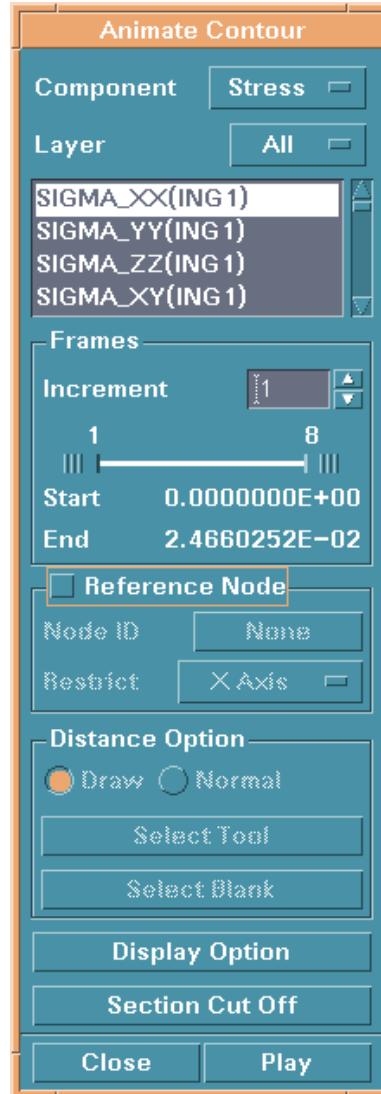 Animate Contour
Component Stress
Layer All
SIGMA_XX(ING1)
SIGMA_YY(ING1)
SIGMA_ZZ(ING1)
SIGMA_XY(ING1)
Frames
Increment 1
1 8
Start 0.0000000E+00
End 2.4660252E-02
Reference Node
Node ID None
Restrict X Axis
Distance Option
Draw Normal
Select Tool
Select Blank
Display Option
Section Cut Off
Close Play